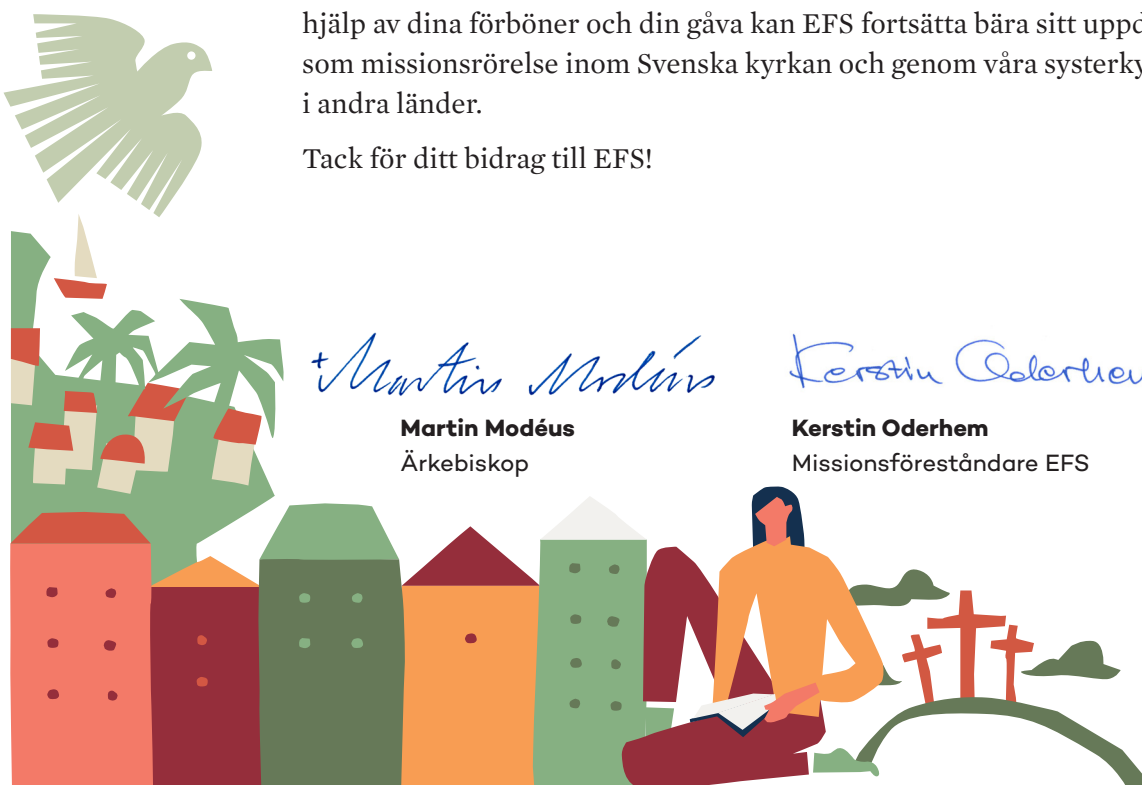 hjälp av dina förböner och din gåva kan EFS fortsätta bära sitt
som missionsrörelse inom Svenska kyrkan och genom våra
i andra länder.
Tack för ditt bidrag till EFS!
+Martin Modéus
Kerstin Oderhem
Martin Modéus
Kerstin Oderhem
Ärkebiskop
Missionsföreståndare EFS